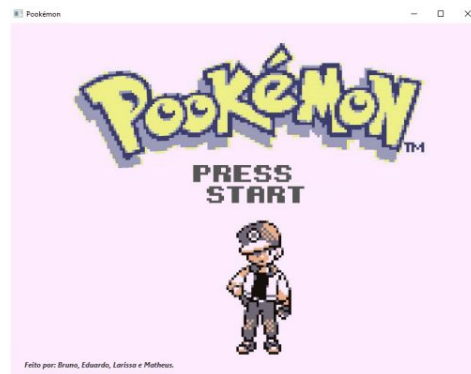 Pookémon
PooKéMoN
TM
PRESS
START
Feito por: Bruno, Eduardo, Larissa e Matheus.